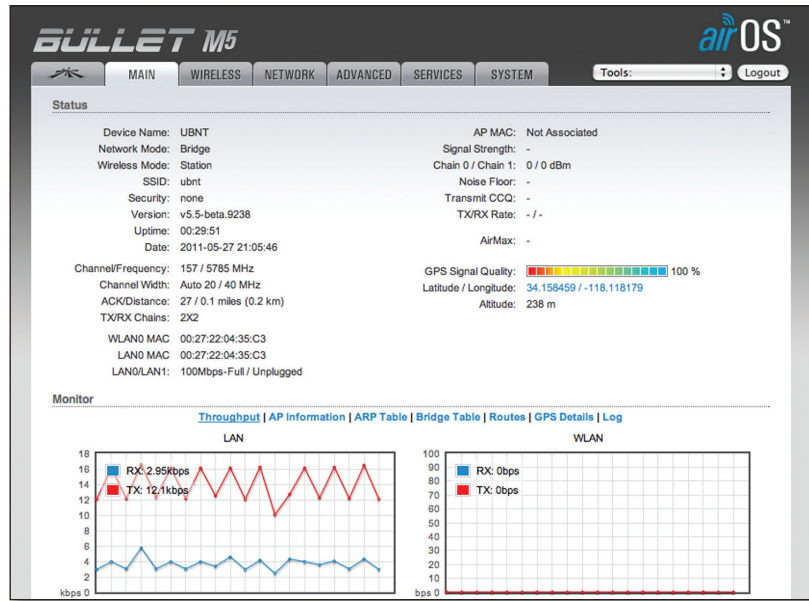 BULLET M5
airOS™
MAIN WIRELESS NETWORK ADVANCED SERVICES SYSTEM Tools: Logout
Status
Device Name: UBNT
Network Mode: Bridge
Wireless Mode: Station
SSID: ubnt
Security: none
Version: v5.5-beta.9238
Uptime: 00:29:51
Date: 2011-05-27 21:05:46
Channel/Frequency: 157 / 5785 MHz
Channel Width: Auto 20 / 40 MHz
ACK/Distance: 27 / 0.1 miles (0.2 km)
TX/RX Chains: 2X2
WLAN0 MAC 00:27:22:04:35:C3
LAN0 MAC 00:27:22:04:35:C3
LAN0/LAN1: 100Mbps-Full / Unplugged
AP MAC: Not Associated
Signal Strength: -
Chain 0 / Chain 1: 0 / 0 dBm
Noise Floor: -
Transmit CCQ: -
TX/RX Rate: - / -
AirMax: -
GPS Signal Quality: 100 %
Latitude / Longitude: 34.158459 / -118.118179
Altitude: 238 m
Monitor
Throughput | AP Information | ARP Table | Bridge Table | Routes | GPS Details | Log
LAN
18
16
14
12
10
8
6
4
2
kbps 0
RX: 2.95kbps
TX: 12.1kbps
WLAN
100
90
80
70
60
50
40
30
20
10
bps 0
RX: 0bps
TX: 0bps